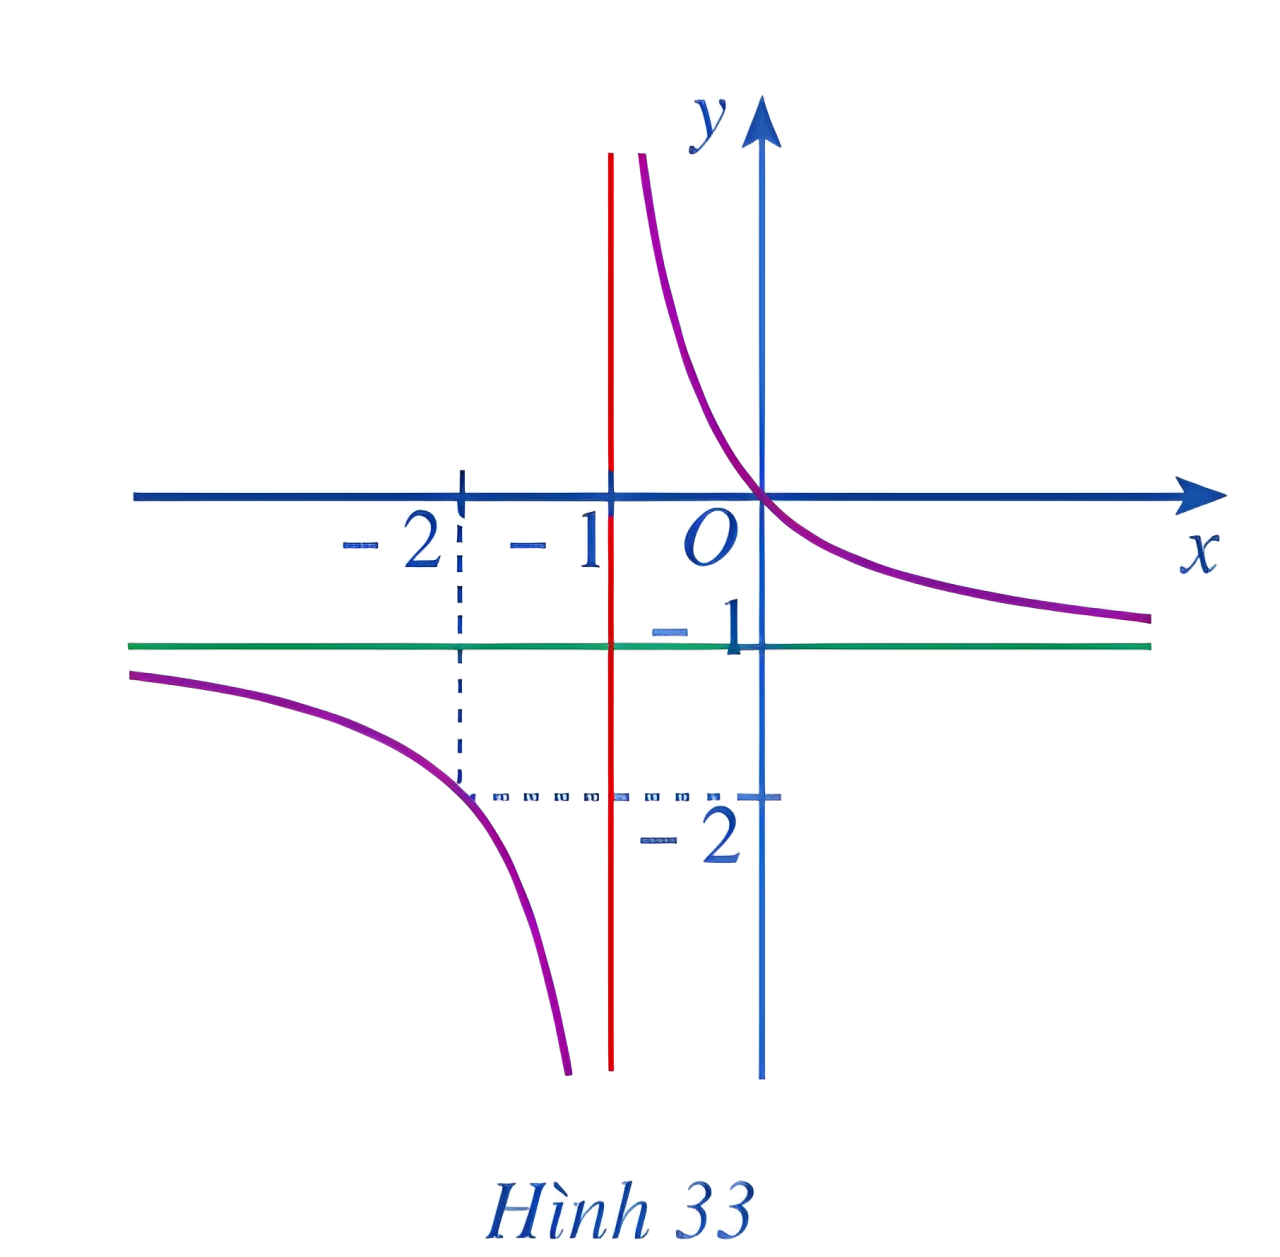 y
– 2
– 1
O
x
– 1
– 2
Hình 33